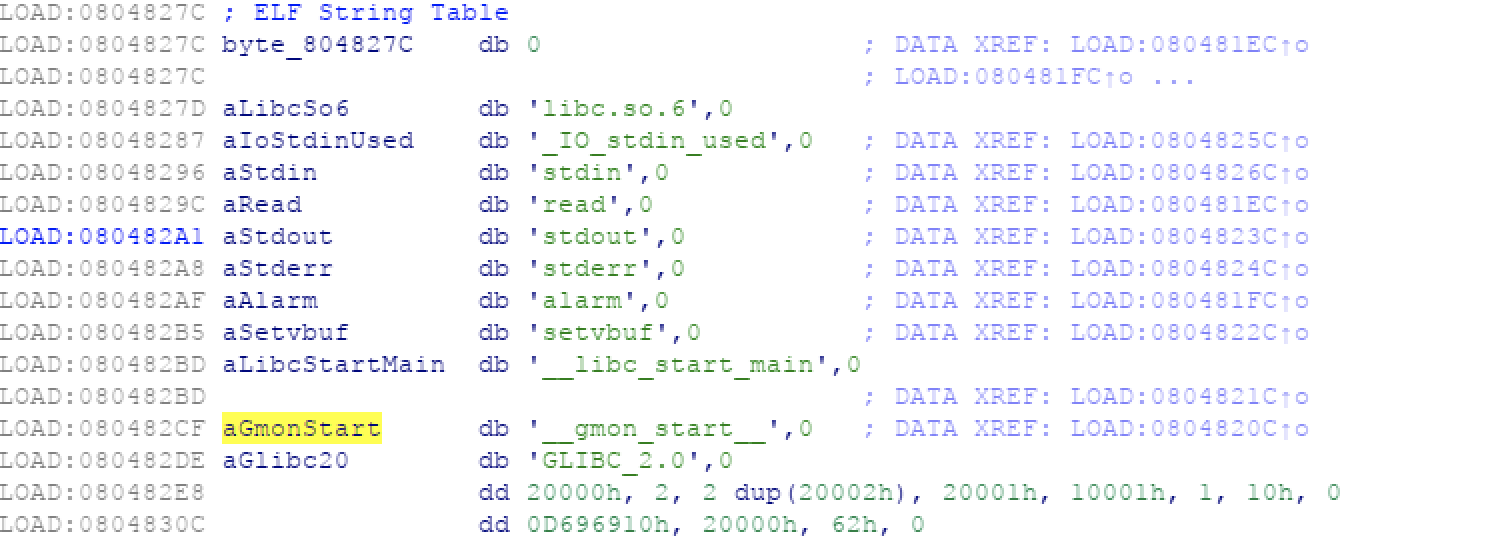 LOAD:0804827C ; ELF String Table
LOAD:0804827C byte_804827C db 0 ; DATA XREF: LOAD:080481EC↑o
LOAD:0804827C ; LOAD:080481FC↑o ...
LOAD:0804827D aLibcSo6 db 'libc.so.6',0
LOAD:08048287 aIoStdinUsed db '_IO_stdin_used',0 ; DATA XREF: LOAD:0804825C↑o
LOAD:08048296 aStdin db 'stdin',0 ; DATA XREF: LOAD:0804826C↑o
LOAD:0804829C aRead db 'read',0 ; DATA XREF: LOAD:080481EC↑o
LOAD:080482A1 aStdout db 'stdout',0 ; DATA XREF: LOAD:0804823C↑o
LOAD:080482A8 aStderr db 'stderr',0 ; DATA XREF: LOAD:0804824C↑o
LOAD:080482AF aAlarm db 'alarm',0 ; DATA XREF: LOAD:080481FC↑o
LOAD:080482B5 aSetvbuf db 'setvbuf',0 ; DATA XREF: LOAD:0804822C↑o
LOAD:080482BD aLibcStartMain db '__libc_start_main',0
LOAD:080482BD ; DATA XREF: LOAD:0804821C↑o
LOAD:080482CF aGmonStart db '__gmon_start__',0 ; DATA XREF: LOAD:0804820C↑o
LOAD:080482DE aGlibc20 db 'GLIBC_2.0',0
LOAD:080482E8 dd 20000h, 2, 2 dup(20002h), 20001h, 10001h, 1, 10h, 0
LOAD:0804830C dd 0D696910h, 20000h, 62h, 0